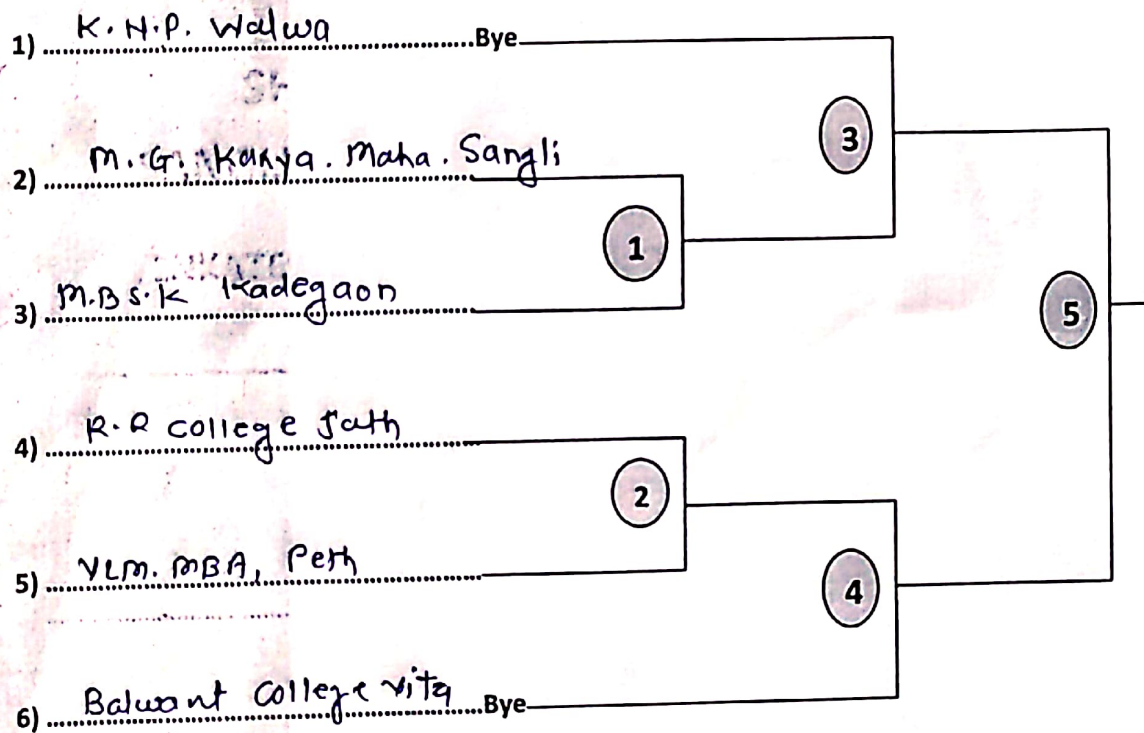 1) K.N.P. Walwa Bye
3
2) M.G. Kanya. Maha. Sangli
1
3) M.B S.K Kadegaon
5
4) R.R college Jath
2
5) VLM. MBA, Peth
4
6) Balwant College vita Bye